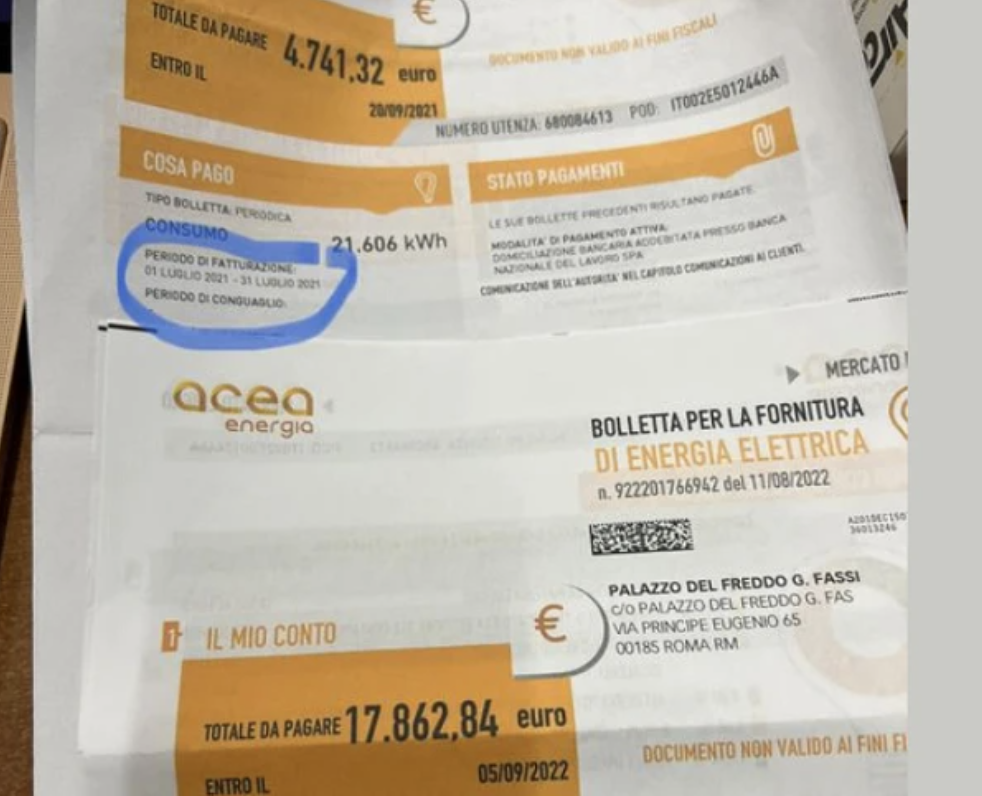 TOTALE DA PAGARE 4.741,32 euro
€
ENTRO IL
20/09/2021
DOCUMENTO NON VALIDO AI FINI FISCALI
NUMERO UTENZA: 680084613 POD: IT002E5012446A
COSA PAGO
TIPO BOLLETTA: PERIODICA
CONSUMO 21.606 kWh
PERIODO DI FATTURAZIONE:
01 LUGLIO 2021 - 31 LUGLIO 2021
PERIODO DI CONGUAGLIO:
STATO PAGAMENTI
LE SUE BOLLETTE PRECEDENTI RISULTANO PAGATE.
MODALITA' DI PAGAMENTO ATTIVA:
DOMICILIAZIONE BANCARIA ADDEBITATA PRESSO BANCA
NAZIONALE DEL LAVORO SPA
COMUNICAZIONE DELL'AUTORITA' NEL CAPITOLO COMUNICAZIONI AI CLIENTI.
acea
energia
MERCATO
BOLLETTA PER LA FORNITURA
DI ENERGIA ELETTRICA
n. 922201766942 del 11/08/2022
PALAZZO DEL FREDDO G. FASSI
C/O PALAZZO DEL FREDDO G. FAS
VIA PRINCIPE EUGENIO 65
00185 ROMA RM
€
1 IL MIO CONTO
TOTALE DA PAGARE 17.862,84 euro
ENTRO IL 05/09/2022
DOCUMENTO NON VALIDO AI FINI FI